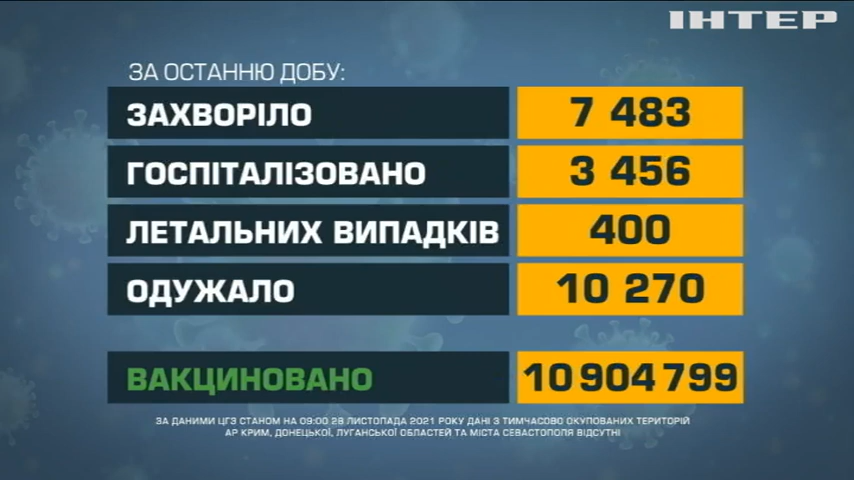 ІНТЕР
ЗА ОСТАННЮ ДОБУ:
ЗАХВОРІЛО 7 483
ГОСПІТАЛІЗОВАНО 3 456
ЛЕТАЛЬНИХ ВИПАДКІВ 400
ОДУЖАЛО 10 270
ВАКЦИНОВАНО 10 904 799
ЗА ДАНИМИ ЦГЗ СТАНОМ НА 09:00 28 ЛИСТОПАДА 2021 РОКУ ДАНІ З ТИМЧАСОВО ОКУПОВАНИХ ТЕРИТОРІЙ
АР КРИМ, ДОНЕЦЬКОЇ, ЛУГАНСЬКОЇ ОБЛАСТЕЙ ТА МІСТА СЕВАСТОПОЛЯ ВІДСУТНІ